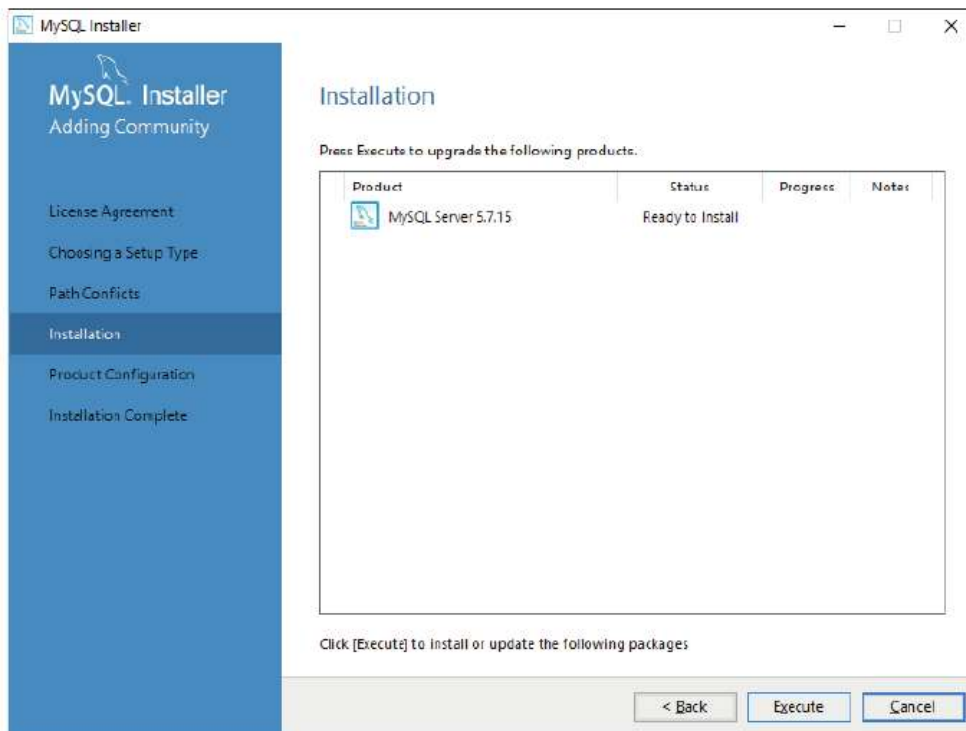 MySQL Installer
MySQL. Installer
Adding Community
License Agreement
Choosing a Setup Type
Path Conflicts
Installation
Product Configuration
Installation Complete
Installation
Press Execute to upgrade the following products.
Product Status Progress Notes
MySQL Server 5.7.15 Ready to Install
Click [Execute] to install or update the following packages
< Back Execute Cancel